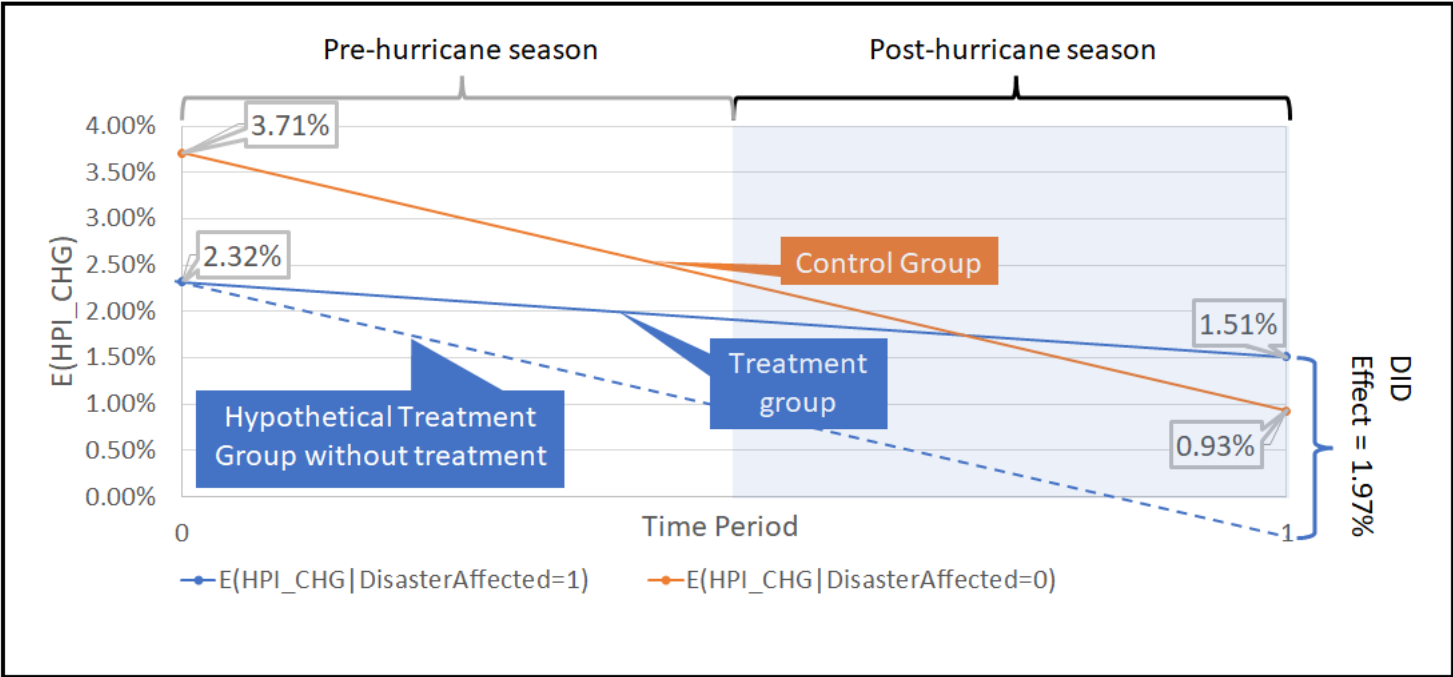 Pre-hurricane season
Post-hurricane season
4.00%
3.50%
3.00%
2.50%
2.00%
1.50%
1.00%
0.50%
0.00%
E(HPI_CHG)
3.71%
2.32%
Control Group
1.51%
Treatment
group
Hypothetical Treatment
Group without treatment
0.93%
DID
Effect = 1.97%
0
Time Period
1
E(HPI_CHG|DisasterAffected=1)
E(HPI_CHG|DisasterAffected=0)